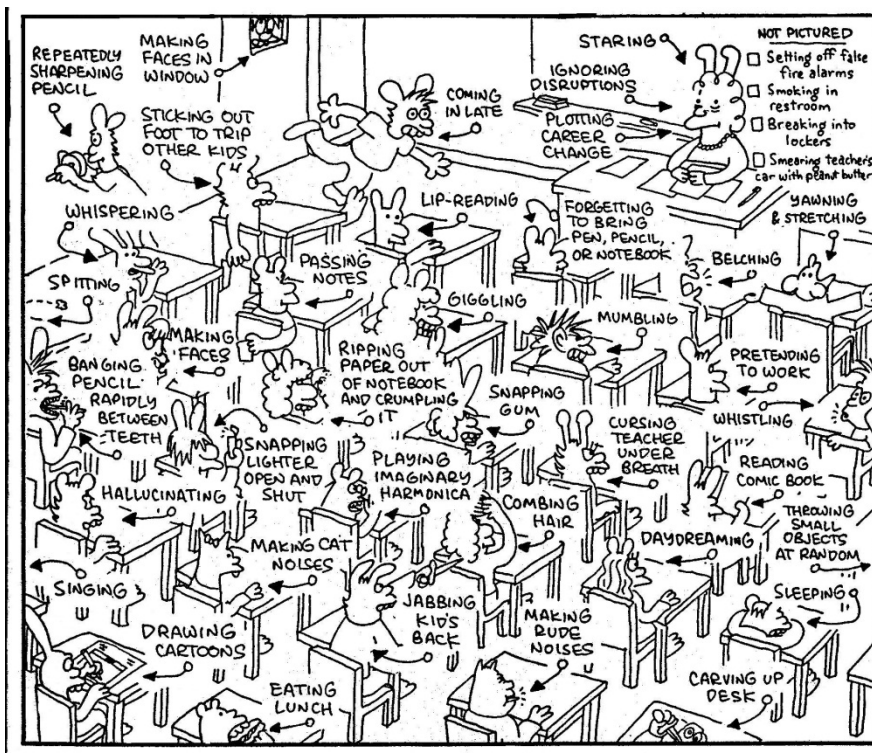 REPEATEDLY
SHARPENING
PENCIL
MAKING
FACES IN
WINDOW
STICKING OUT
FOOT TO TRIP
OTHER KIDS
COMING
IN LATE
STARING
IGNORING
DISRUPTIONS
PLOTTING
CAREER
CHANGE
NOT PICTURED
Setting off false
fire alarms
Smoking in
restroom
Breaking into
lockers
Smearing teacher's
car with peanut butter
WHISPERING
LIP-READING
FORGETTING
TO BRING
PEN, PENCIL,
OR NOTEBOOK
YAWNING
& STRETCHING
SPITTING
PASSING
NOTES
GIGGLING
BELCHING
MUMBLING
MAKING
FACES
RIPPING
PAPER OUT
OF NOTEBOOK
AND CRUMPLING
IT
PRETENDING
TO WORK
BANGING
PENCIL
RAPIDLY
BETWEEN
TEETH
SNAPPING
GUM
WHISTLING
SNAPPING
LIGHTER
OPEN AND
SHUT
CURSING
TEACHER
UNDER
BREATH
HALLUCINATING
PLAYING
IMAGINARY
HARMONICA
COMBING
HAIR
READING
COMIC BOOK
THROWING
SMALL
OBJECTS
AT RANDOM
MAKING CAT
NOISES
DAYDREAMING
SINGING
JABBING
KID'S
BACK
SLEEPING
DRAWING
CARTOONS
MAKING
RUDE
NOISES
EATING
LUNCH
CARVING UP
DESK